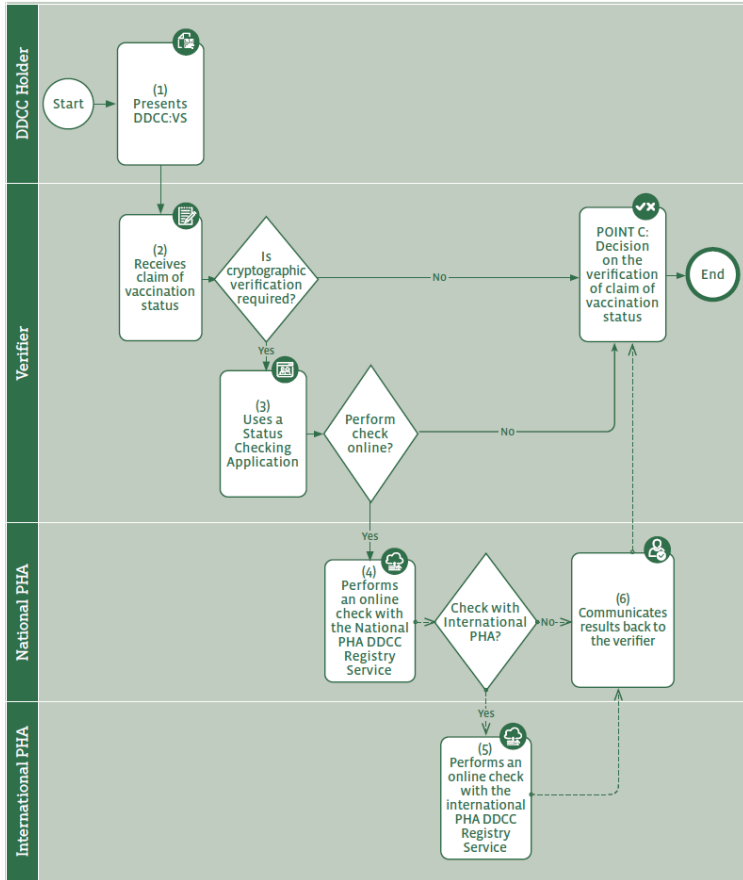 DDCC Holder
Start
(1)
Presents
DDCC:VS
Verifier
(2)
Receives
claim of
vaccination
status
Is
cryptographic
verification
required?
No
POINT C:
Decision
on the
verification
of claim of
vaccination
status
End
Yes
(3)
Uses a
Status
Checking
Application
Perform
check
online?
No
Yes
National PHA
(4)
Performs
an online
check with
the National
PHA DDCC
Registry
Service
Check with
International
PHA?
No
(6)
Communicates
results back to
the verifier
Yes
International PHA
(5)
Performs an
online check
with the
international
PHA DDCC
Registry
Service